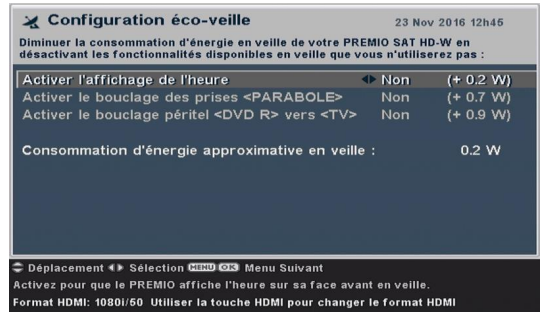 Configuration éco-veille 23 Nov 2016 12h45
Diminuer la consommation d'énergie en veille de votre PREMIO SAT HD-W en
désactivant les fonctionnalités disponibles en veille que vous n'utiliserez pas :
Activer l'affichage de l'heure Non (+ 0.2 W)
Activer le bouclage des prises <PARABOLE> Non (+ 0.7 W)
Activer le bouclage péritel <DVD R> vers <TV> Non (+ 0.9 W)
Consommation d'énergie approximative en veille : 0.2 W
Déplacement Sélection MENU OK Menu Suivant
Activez pour que le PREMIO affiche l'heure sur sa face avant en veille.
Format HDMI: 1080i/50 Utiliser la touche HDMI pour changer le format HDMI